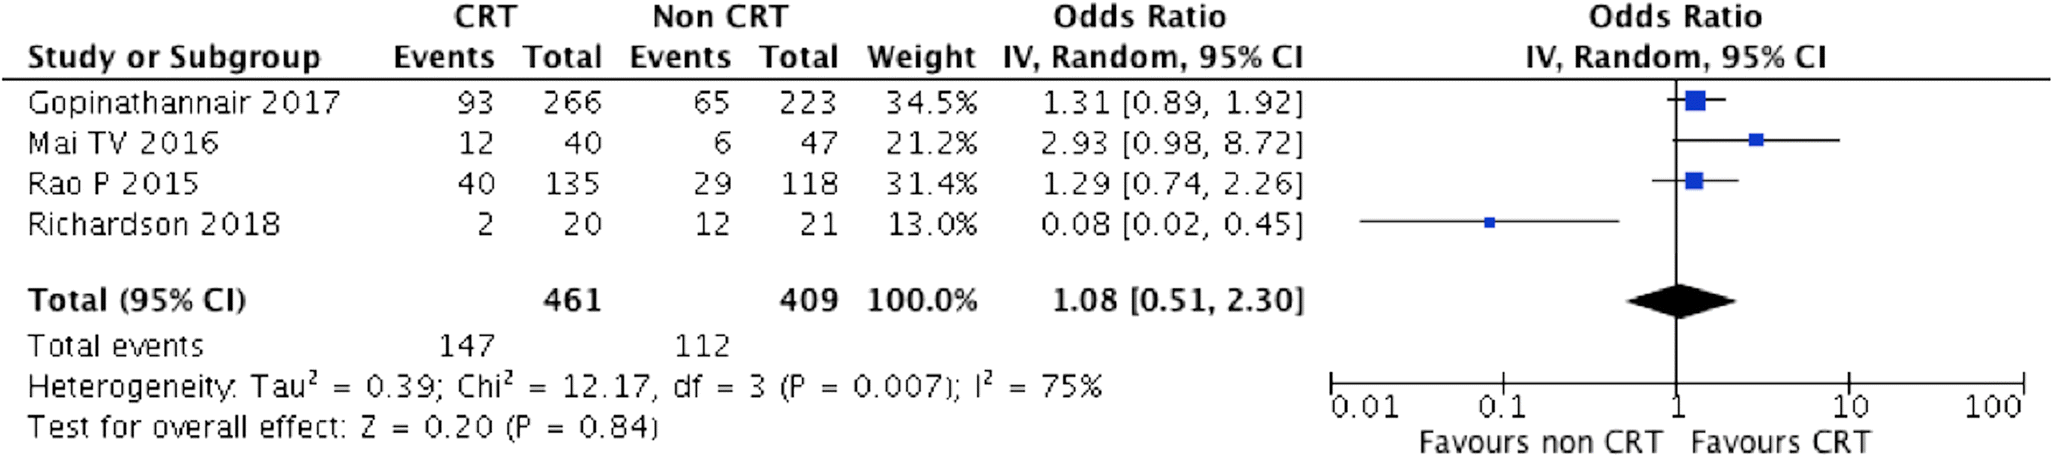 CRT Non CRT Odds Ratio Odds Ratio
Study or Subgroup Events Total Events Total Weight IV, Random, 95% CI IV, Random, 95% CI
Gopinathannair 2017 93 266 65 223 34.5% 1.31 [0.89, 1.92]
Mai TV 2016 12 40 6 47 21.2% 2.93 [0.98, 8.72]
Rao P 2015 40 135 29 118 31.4% 1.29 [0.74, 2.26]
Richardson 2018 2 20 12 21 13.0% 0.08 [0.02, 0.45]
Total (95% CI) 461 409 100.0% 1.08 [0.51, 2.30]
Total events 147 112
Heterogeneity: Tau² = 0.39; Chi² = 12.17, df = 3 (P = 0.007); I² = 75%
Test for overall effect: Z = 0.20 (P = 0.84)
0.01 0.1 1 10 100
Favours non CRT Favours CRT